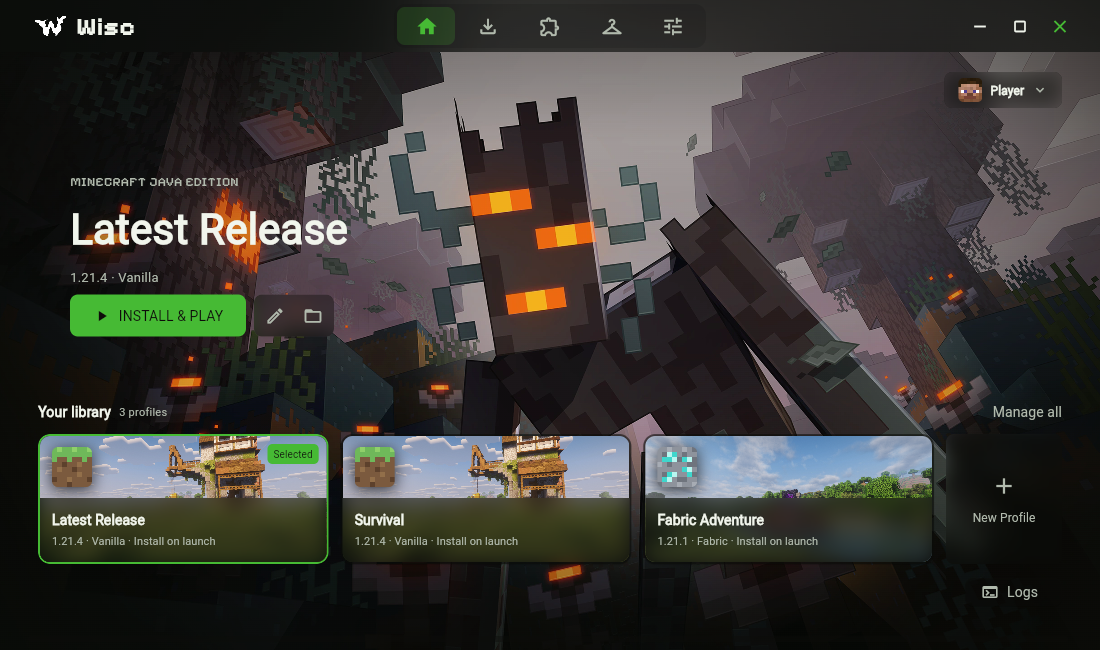 Wiso
Player
MINECRAFT JAVA EDITION
Latest Release
1.21.4 · Vanilla
INSTALL & PLAY
Your library 3 profiles
Manage all
Selected
Latest Release
1.21.4 · Vanilla · Install on launch
Survival
1.21.4 · Vanilla · Install on launch
Fabric Adventure
1.21.1 · Fabric · Install on launch
New Profile
Logs